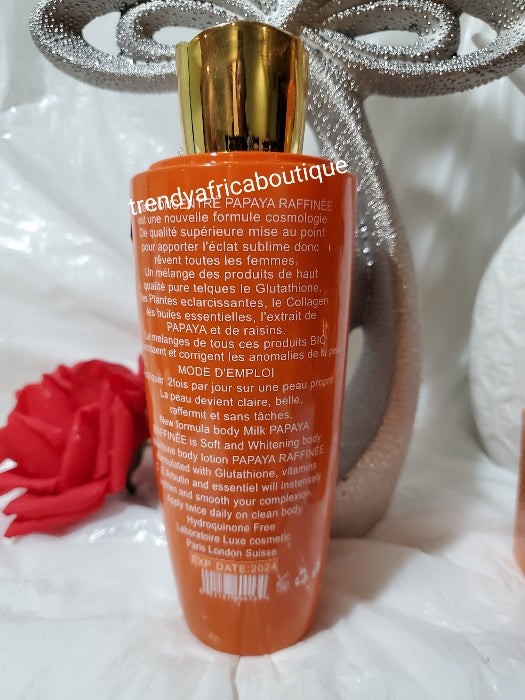 trendyafricaboutique
CONCENTRE PAPAYA RAFFINÉE
est une nouvelle formule cosmologie
De qualité supérieure mise au point
pour apporter l'éclat sublime donc
rêvent toutes les femmes.
Un mélange des produits de haut
qualité pure telques le Glutathione,
les Plantes eclarcissantes, le Collagen
les huiles essentielles, l'extrait de
PAPAYA et de raisins.
Le melanges de tous ces produits BIO
et corrigent les anomalies de la
MODE D'EMPLOI
2fois par jour sur une peau propre
La peau devient claire, belle,
raffermit et sans tâches.
New formula body Milk PAPAYA
RAFFINÉE is Soft and Whitening body
body lotion PAPAYA RAFFINÉE
with Glutathione, vitamins
Arbutin and essentiel will Instensely
and smooth your complexion.
Apply twice daily on clean body.
Hydroquinone Free
Laboratoire Luxe cosmetic
Paris London Suisse
EXP DATE:2024